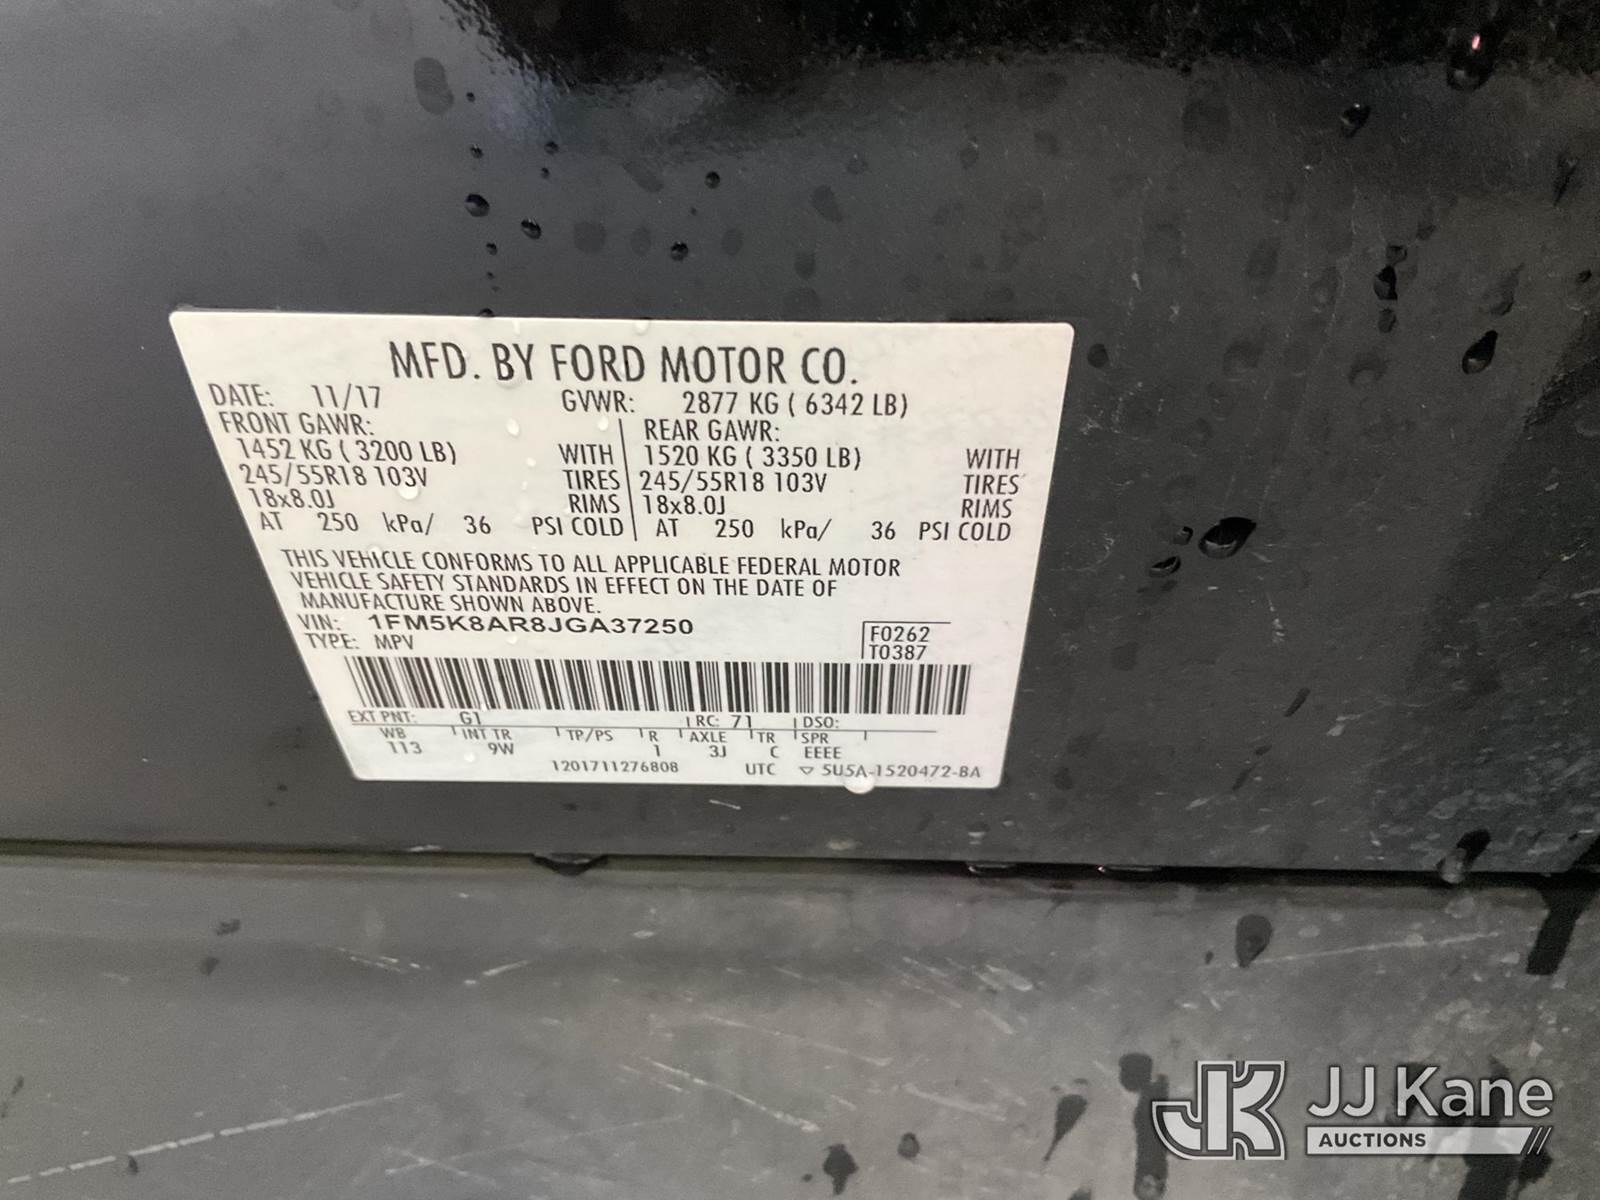 MFD. BY FORD MOTOR CO.
DATE: 11/17 GVWR: 2877 KG ( 6342 LB)
FRONT GAWR: REAR GAWR:
1452 KG ( 3200 LB) WITH 1520 KG ( 3350 LB) WITH
245/55R18 103V TIRES 245/55R18 103V TIRES
18x8.0J RIMS 18x8.0J RIMS
AT 250 kPa/ 36 PSI COLD AT 250 kPa/ 36 PSI COLD
THIS VEHICLE CONFORMS TO ALL APPLICABLE FEDERAL MOTOR
VEHICLE SAFETY STANDARDS IN EFFECT ON THE DATE OF
MANUFACTURE SHOWN ABOVE.
VIN: 1FM5K8AR8JGA37250 F0262
TYPE: MPV T0387
EXT PNT: G1 RC: 71 DSO:
WB INT TR TP/PS R AXLE TR SPR
113 9W 1 3J C EEEE
1201711276808 UTC ▽ 5U5A-1520472-BA
JK JJ Kane
AUCTIONS